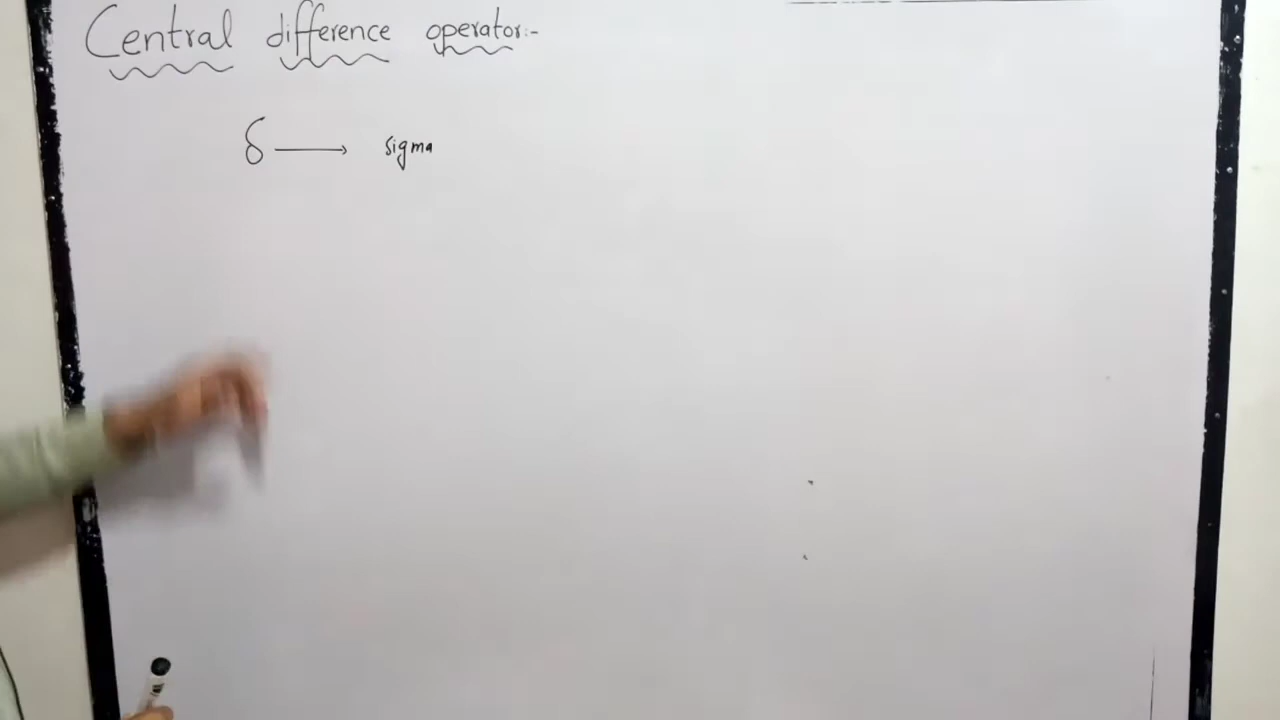 Central difference operator:-
δ ⟶ sigma